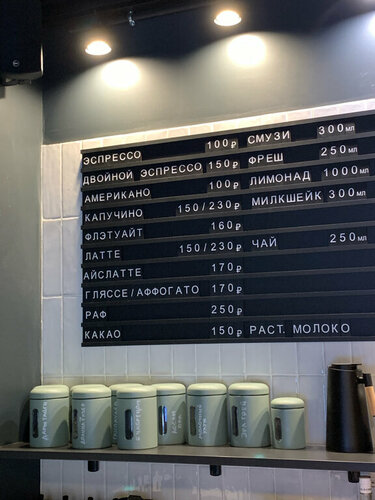 ЭСПРЕССО 100₽
ДВОЙНОЙ ЭСПРЕССО 150₽
АМЕРИКАНО 100₽
КАПУЧИНО 150/230₽
ФЛЭТУАЙТ 160₽
ЛАТТЕ 150/230₽
АЙСЛАТТЕ 170₽
ГЛЯССЕ/АФФОГАТО 170₽
РАФ 250₽
КАКАО 150₽
СМУЗИ 300МЛ
ФРЕШ 250МЛ
ЛИМОНАД 1000МЛ
МИЛКШЕЙК 300МЛ
ЧАЙ 250МЛ
РАСТ. МОЛОКО